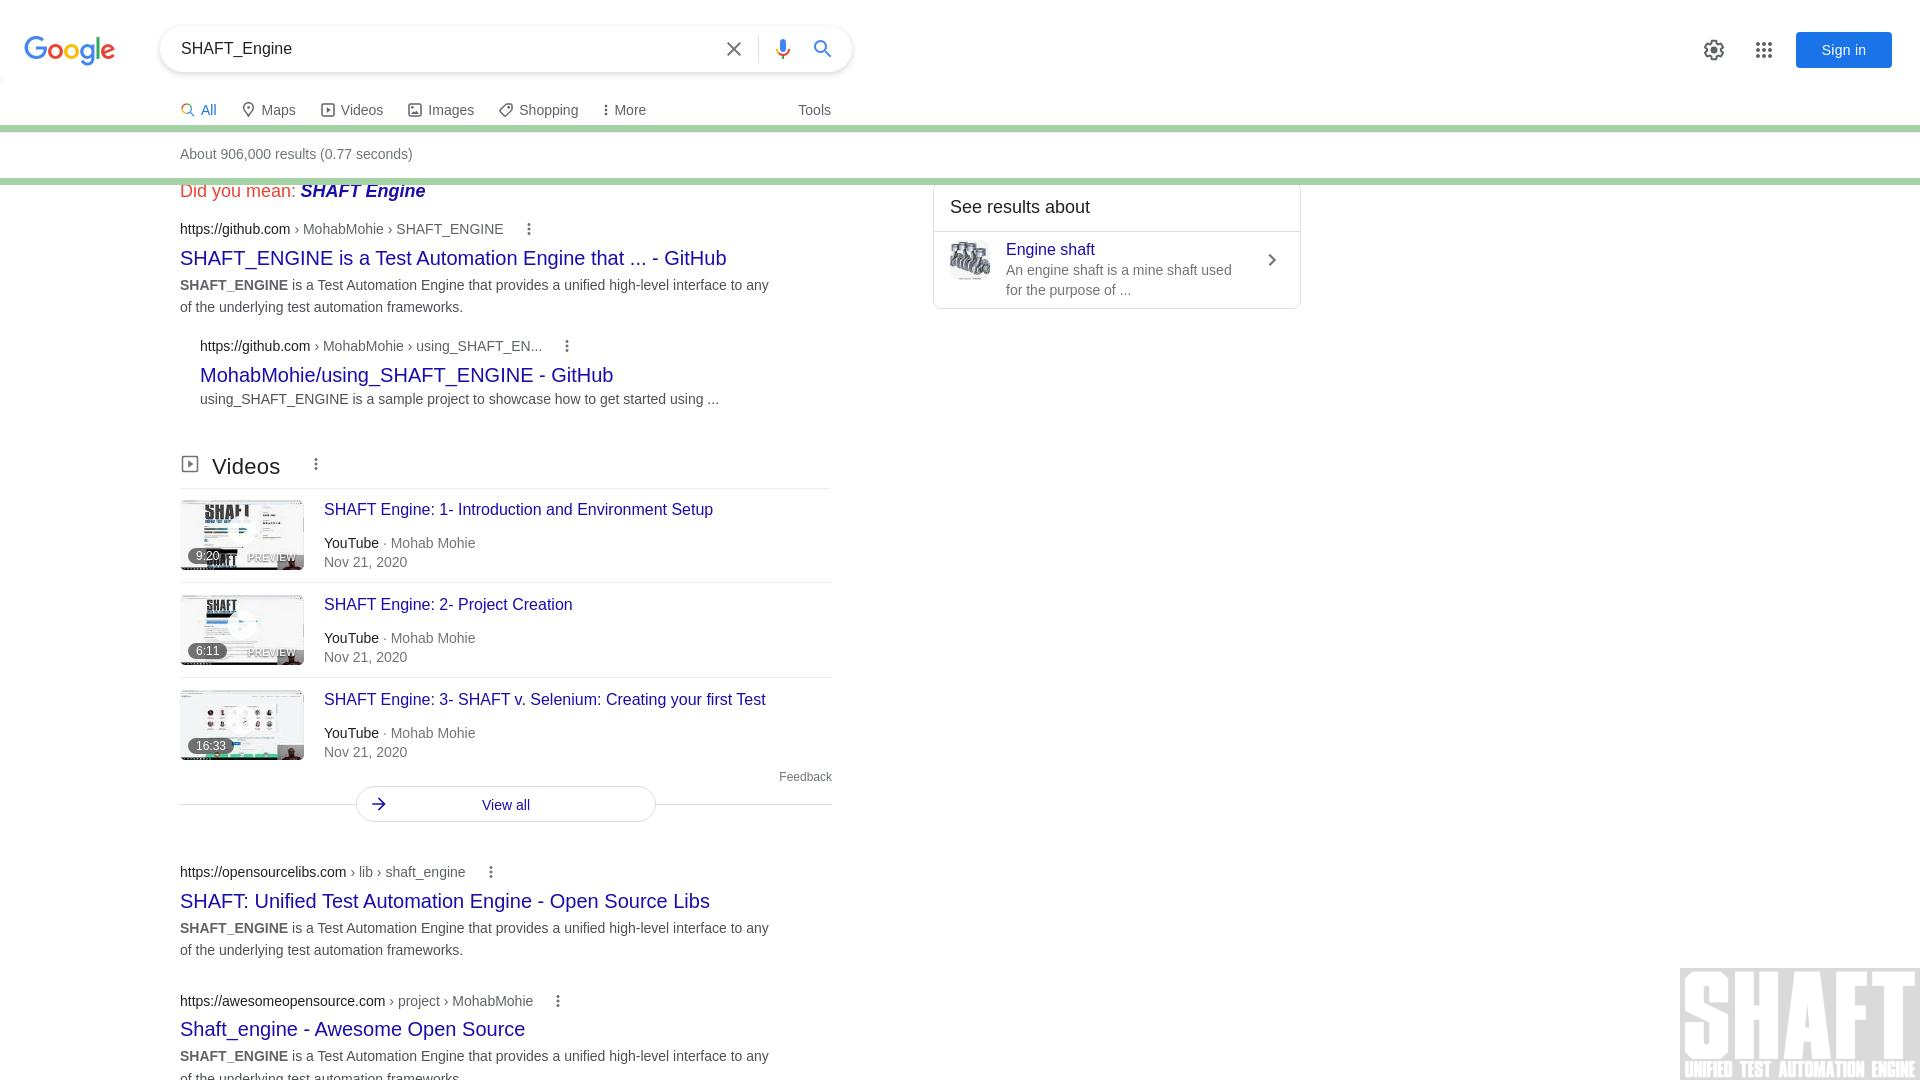 Google
SHAFT_Engine
Sign in
All
Maps
Videos
Images
Shopping
More
Tools
About 906,000 results (0.77 seconds)
Did you mean: SHAFT Engine
https://github.com › MohabMohie › SHAFT_ENGINE
SHAFT_ENGINE is a Test Automation Engine that ... - GitHub
SHAFT_ENGINE is a Test Automation Engine that provides a unified high-level interface to any
of the underlying test automation frameworks.
https://github.com › MohabMohie › using_SHAFT_EN...
MohabMohie/using_SHAFT_ENGINE - GitHub
using_SHAFT_ENGINE is a sample project to showcase how to get started using ...
See results about
Engine shaft
An engine shaft is a mine shaft used
for the purpose of ...
Videos
SHAFT
9:20
PREVIEW
SHAFT Engine: 1- Introduction and Environment Setup
YouTube · Mohab Mohie
Nov 21, 2020
SHAFT
6:11
PREVIEW
SHAFT Engine: 2- Project Creation
YouTube · Mohab Mohie
Nov 21, 2020
16:33
SHAFT Engine: 3- SHAFT v. Selenium: Creating your first Test
YouTube · Mohab Mohie
Nov 21, 2020
Feedback
View all
https://opensourcelibs.com › lib › shaft_engine
SHAFT: Unified Test Automation Engine - Open Source Libs
SHAFT_ENGINE is a Test Automation Engine that provides a unified high-level interface to any
of the underlying test automation frameworks.
https://awesomeopensource.com › project › MohabMohie
Shaft_engine - Awesome Open Source
SHAFT_ENGINE is a Test Automation Engine that provides a unified high-level interface to any
of the underlying test automation frameworks.
SHAFT
UNIFIED TEST AUTOMATION ENGINE